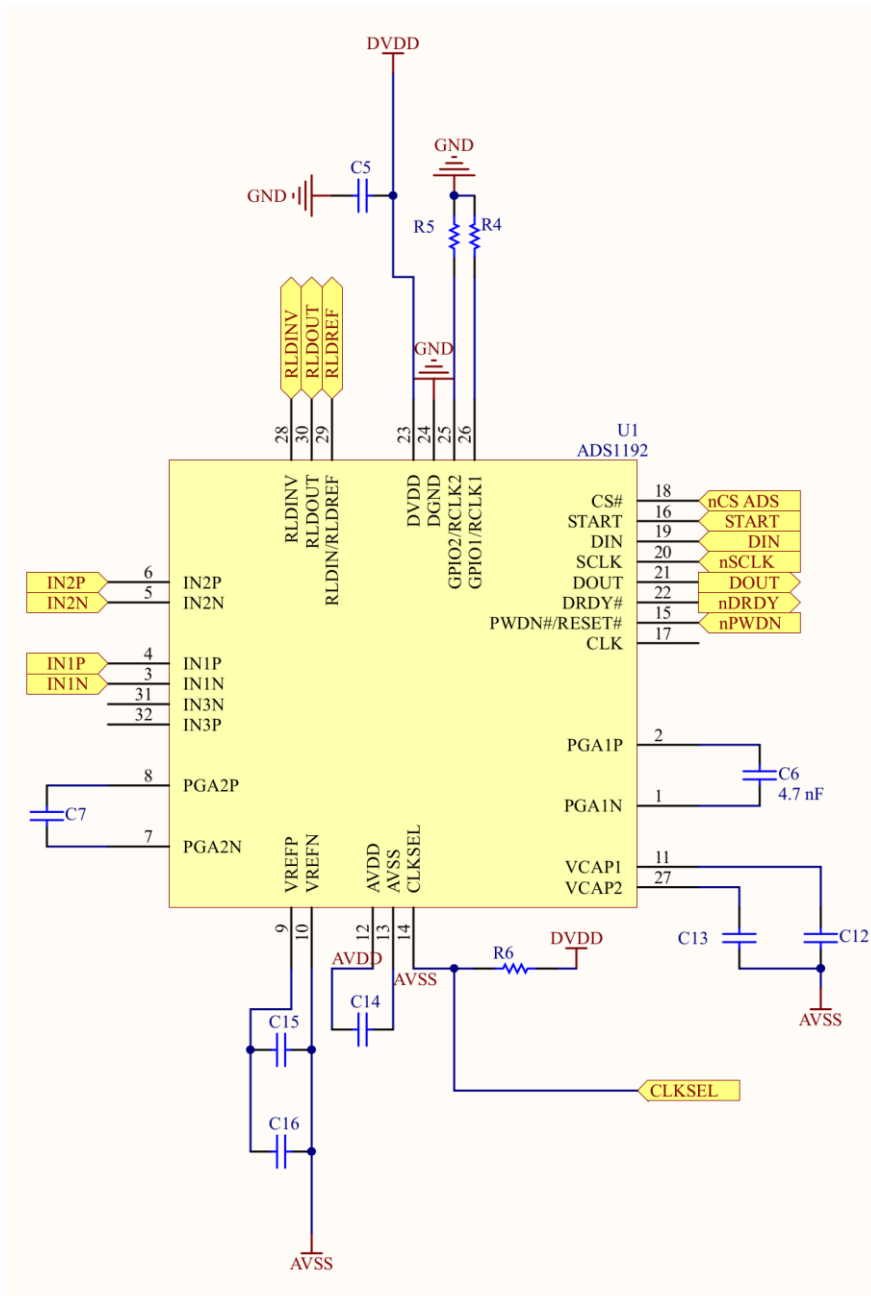 DVDD
GND
C5
GND
R5
R4
RLDINV
RLDOUT
RLDREF
GND
28
30
29
23
24
25
26
U1
ADS1192
RLDINV
RLDOUT
RLDIN/RLDREF
DVDD
DGND
GPIO2/RCLK2
GPIO1/RCLK1
CS# 18 nCS ADS
START 16 START
DIN 19 DIN
SCLK 20 nSCLK
DOUT 21 DOUT
DRDY# 22 nDRDY
PWDN#/RESET# 15 nPWDN
CLK 17
IN2P 6 IN2P
IN2N 5 IN2N
IN1P 4 IN1P
IN1N 3 IN1N
31 IN3N
32 IN3P
PGA1P 2
C6
4.7 nF
PGA1N 1
8 PGA2P
C7
7 PGA2N
VREFP
VREFN
AVDD
AVSS
CLKSEL
VCAP1 11
VCAP2 27
9
10
12
13
14
C13
C12
AVDD
AVSS
R6
DVDD
C14
C15
AVSS
CLKSEL
C16
AVSS